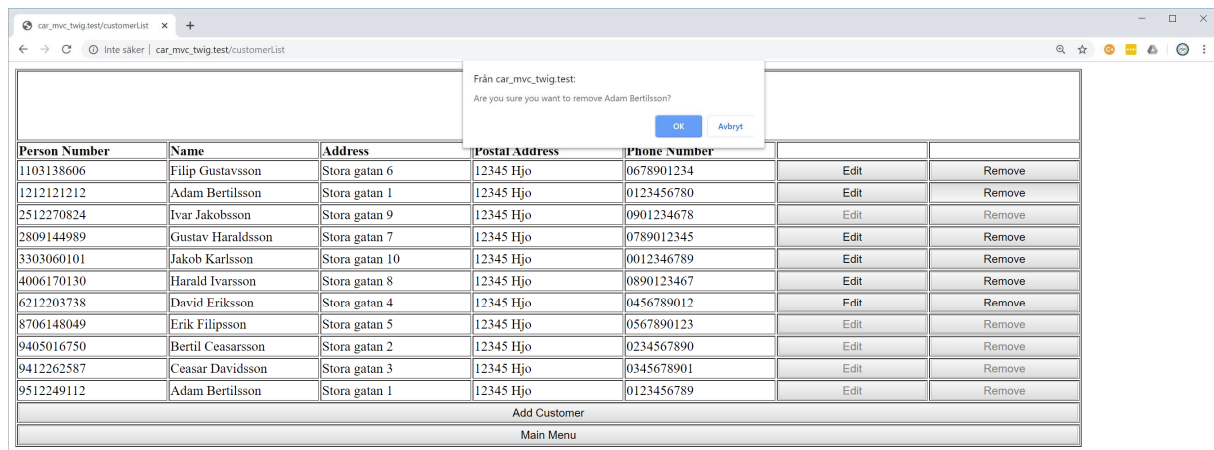 car_mvc_twig.test/customerList
Inte säker | car_mvc_twig.test/customerList
Från car_mvc_twig.test:
Are you sure you want to remove Adam Bertilsson?
OK Avbryt
Person Number Name Address Postal Address Phone Number
1103138606 Filip Gustavsson Stora gatan 6 12345 Hjo 0678901234 Edit Remove
1212121212 Adam Bertilsson Stora gatan 1 12345 Hjo 0123456780 Edit Remove
2512270824 Ivar Jakobsson Stora gatan 9 12345 Hjo 0901234678 Edit Remove
2809144989 Gustav Haraldsson Stora gatan 7 12345 Hjo 0789012345 Edit Remove
3303060101 Jakob Karlsson Stora gatan 10 12345 Hjo 0012346789 Edit Remove
4006170130 Harald Ivarsson Stora gatan 8 12345 Hjo 0890123467 Edit Remove
6212203738 David Eriksson Stora gatan 4 12345 Hjo 0456789012 Edit Remove
8706148049 Erik Filipsson Stora gatan 5 12345 Hjo 0567890123 Edit Remove
9405016750 Bertil Ceasarsson Stora gatan 2 12345 Hjo 0234567890 Edit Remove
9412262587 Ceasar Davidsson Stora gatan 3 12345 Hjo 0345678901 Edit Remove
9512249112 Adam Bertilsson Stora gatan 1 12345 Hjo 0123456789 Edit Remove
Add Customer
Main Menu